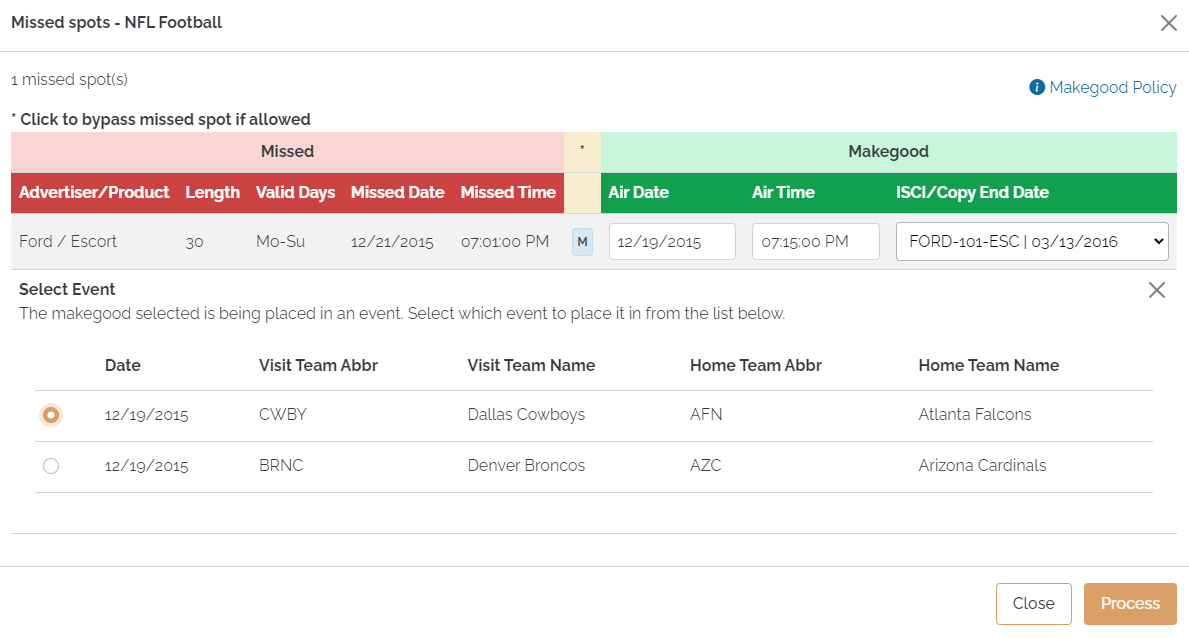 Missed spots - NFL Football
1 missed spot(s)
Makegood Policy
* Click to bypass missed spot if allowed
Missed * Makegood
Advertiser/Product Length Valid Days Missed Date Missed Time Air Date Air Time ISCI/Copy End Date
Ford / Escort 30 Mo-Su 12/21/2015 07:01:00 PM M 12/19/2015 07:15:00 PM FORD-101-ESC | 03/13/2016
Select Event
The makegood selected is being placed in an event. Select which event to place it in from the list below.
Date Visit Team Abbr Visit Team Name Home Team Abbr Home Team Name
12/19/2015 CWBY Dallas Cowboys AFN Atlanta Falcons
12/19/2015 BRNC Denver Broncos AZC Arizona Cardinals
Close Process